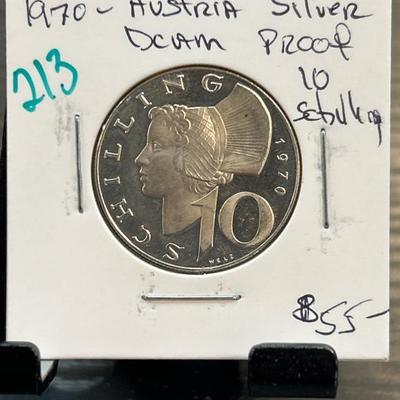 1970 - AUSTRIA Silver
DCAM PROOF
213
10
Schilling
SCHILLING
1970
10
WELZ
$55-